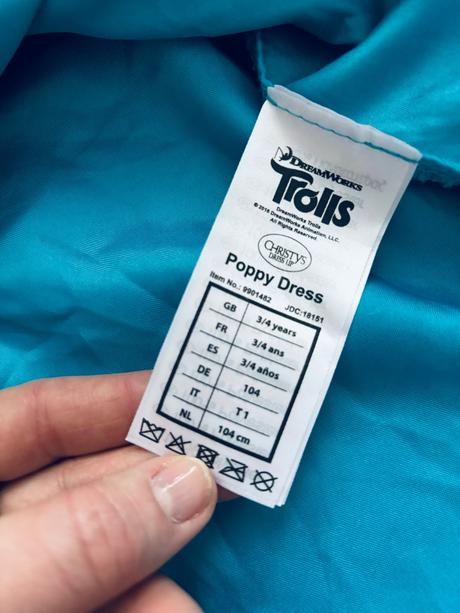 DREAMWORKS
Trolls
DreamWorks Trolls
© 2018 DreamWorks Animation, LLC.
All Rights Reserved.
CHRISTYS
DRESS UP
Poppy Dress
Item No.: 9901482 JDC:18151
GB 3/4 years
FR 3/4 ans
ES 3/4 años
DE 104
IT T 1
NL 104 cm